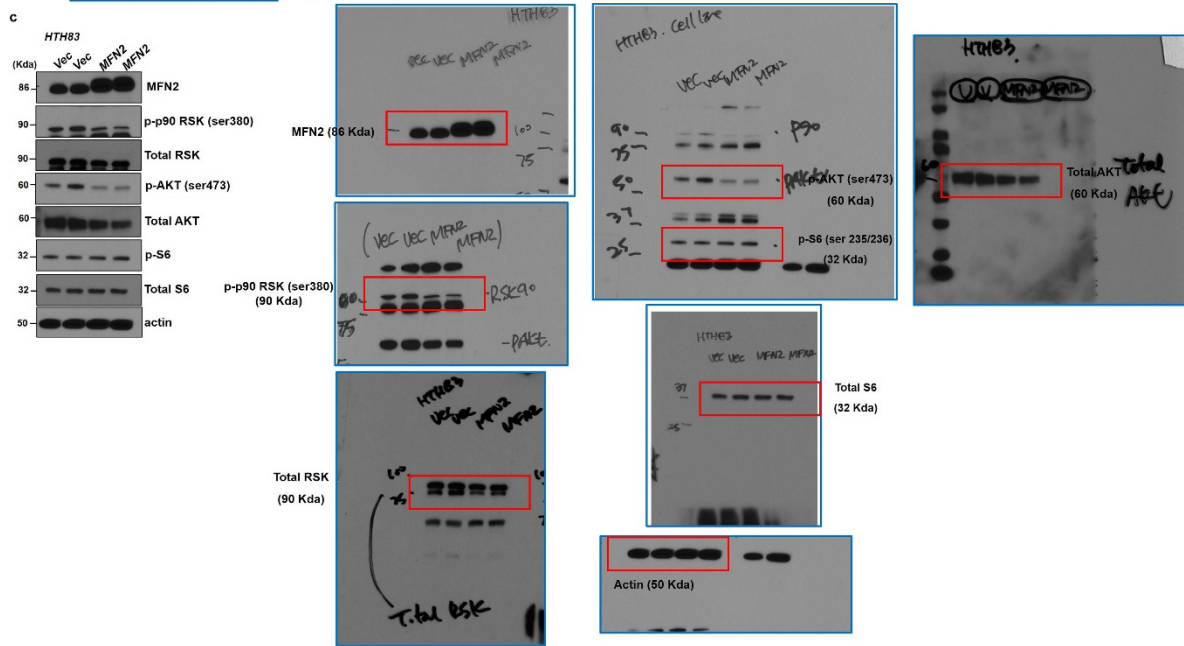 c
HTH83
(Kda) Vec Vec MFN2 MFN2
86 MFN2
90 p-p90 RSK (ser380)
90 Total RSK
60 p-AKT (ser473)
60 Total AKT
32 p-S6
32 Total S6
50 actin
HTH83
vec vec MFN2 MFN2
MFN2 (86 Kda)
100
75
(vec vec MFN2 MFN2)
p-p90 RSK (ser380)
(90 Kda)
90
75
-RSK90
-pAkt.
HTH83
vec vec MFN2 MFN2
Total RSK
(90 Kda)
100
75
Total RSK
HTH83. Cell line
vec vec MFN2 MFN2
90
P90
75
p-AKT (ser473)
(60 Kda)
50
37
p-S6 (ser 235/236)
(32 Kda)
25
HTH83
vec vec MFN2 MFN2
37
Total S6
(32 Kda)
25
Actin (50 Kda)
HTH83.
V V MFN2 MFN2
60
Total AKT
(60 Kda)
Total
AKT